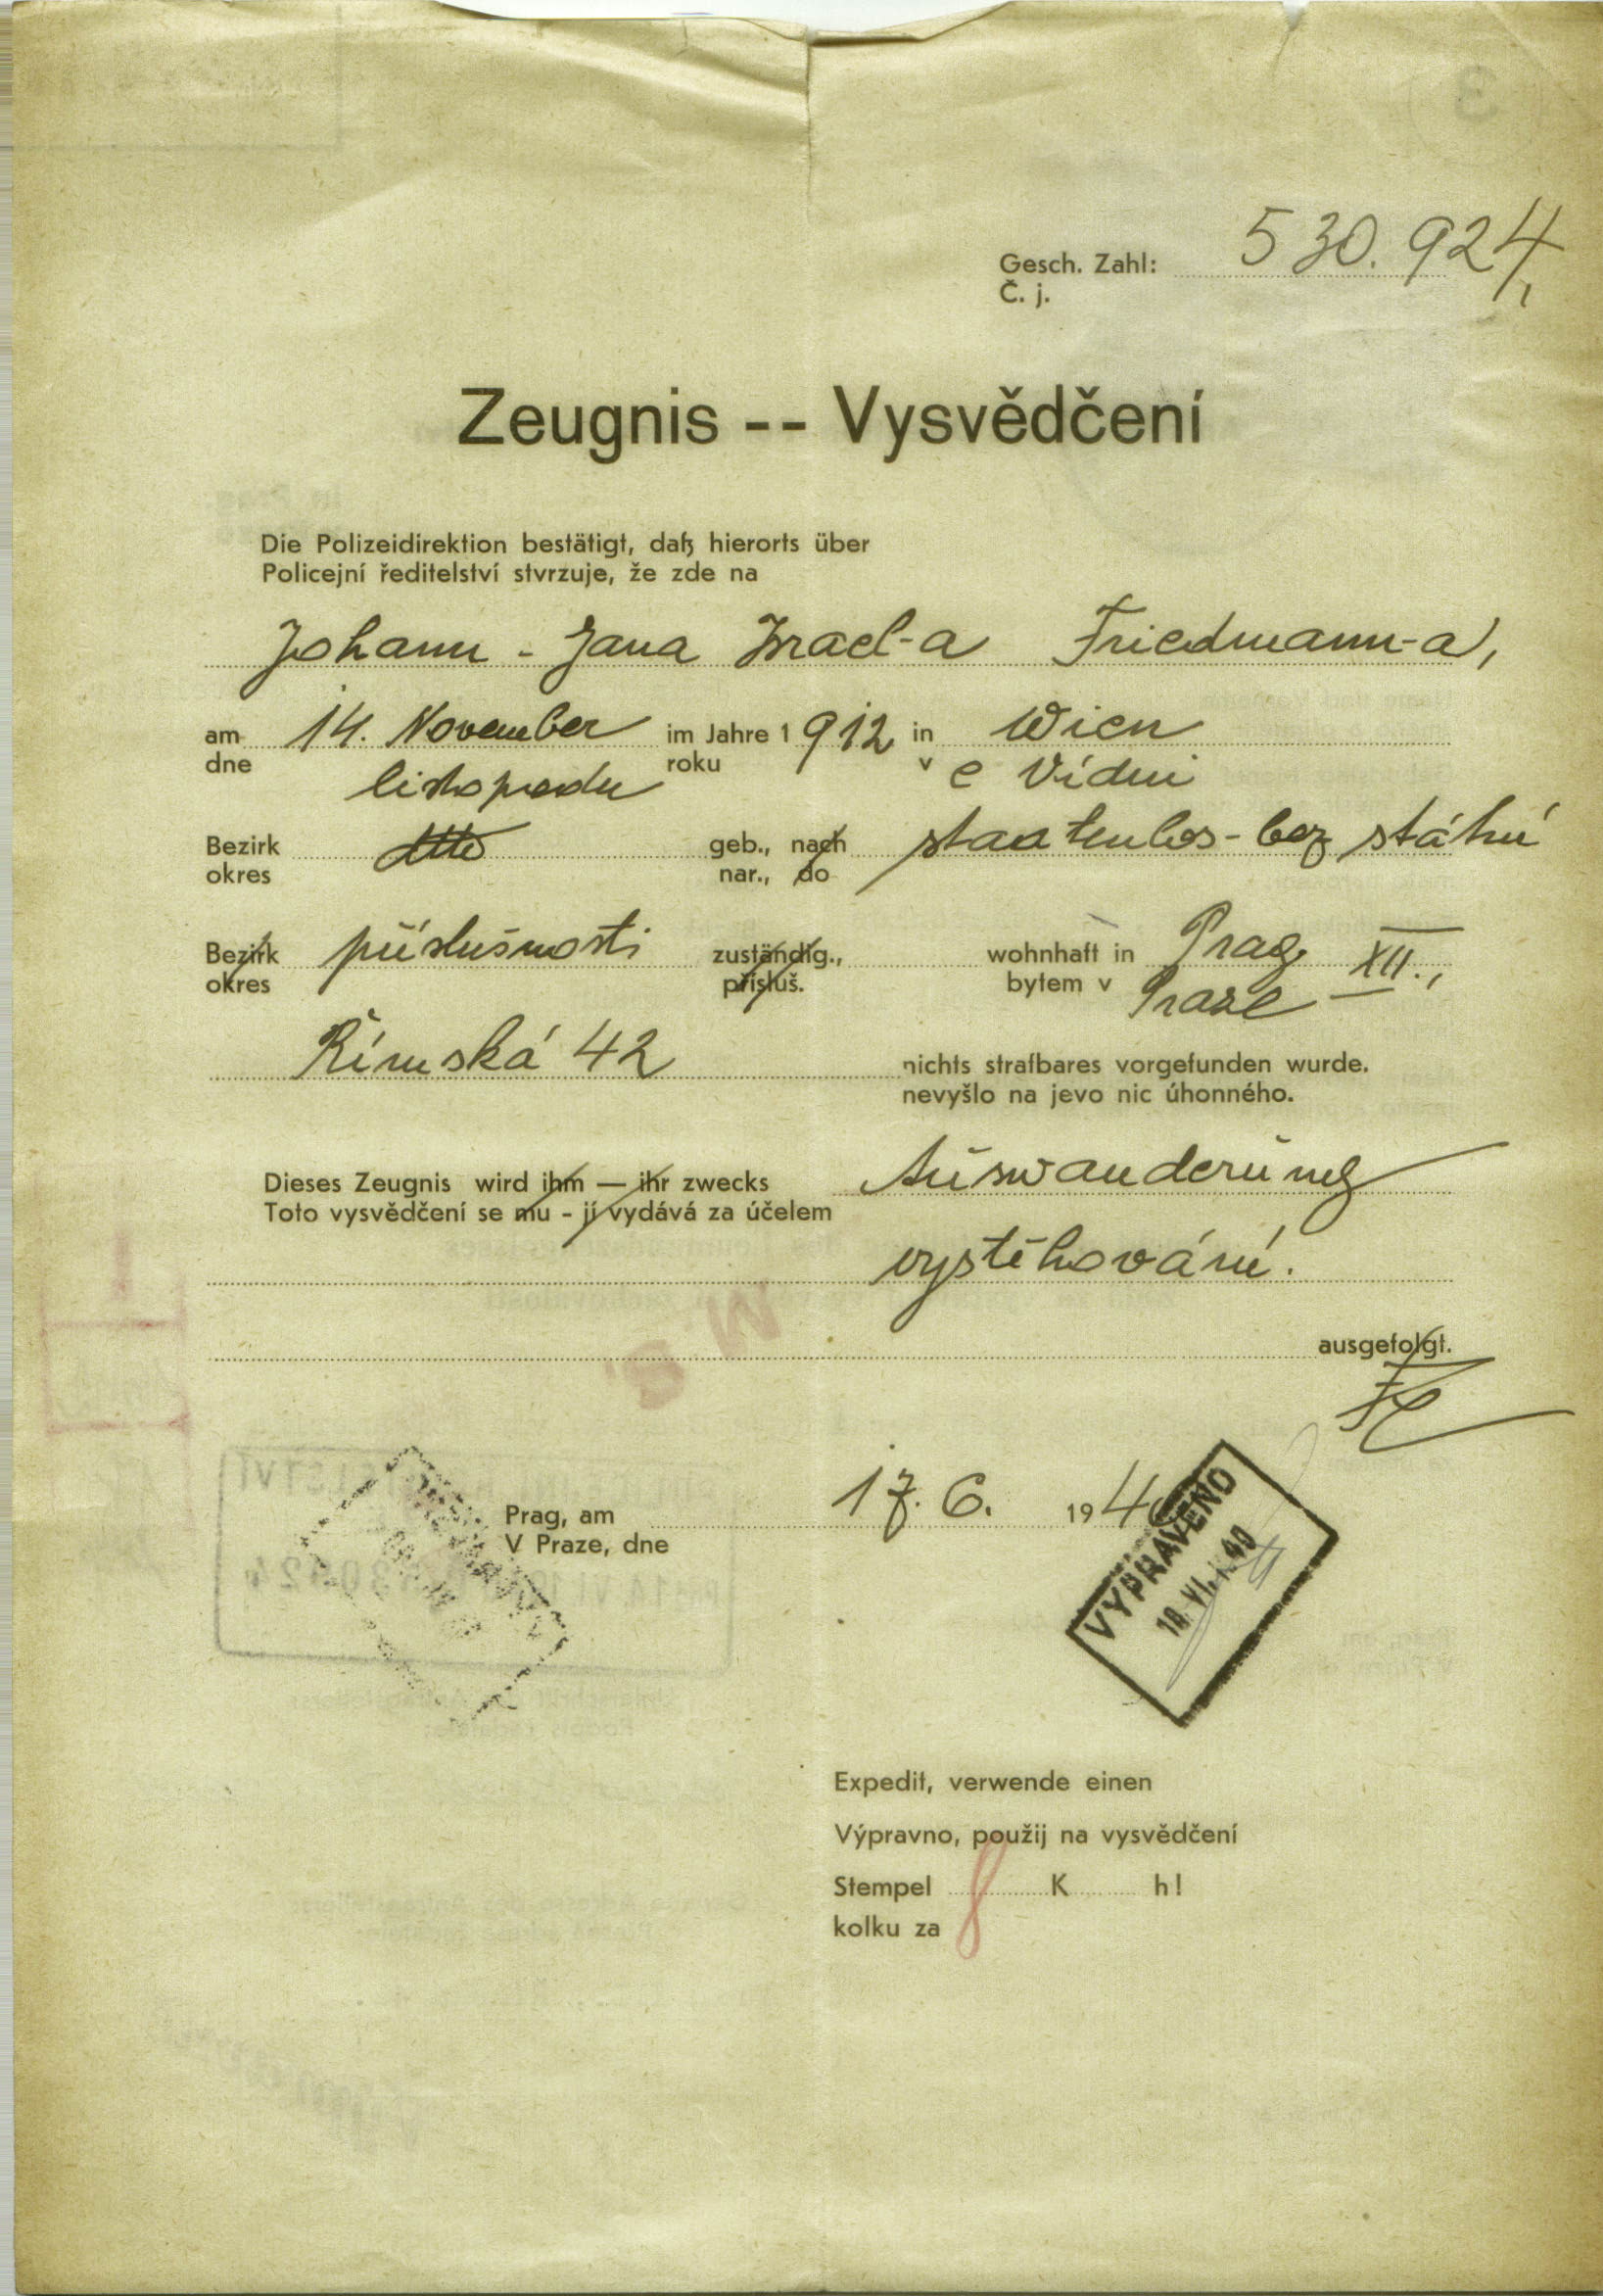 Gesch. Zahl: 530.924
Č. j.
Zeugnis -- Vysvědčení
Die Polizeidirektion bestätigt, daß hierorts über
Policejní ředitelství stvrzuje, že zde na
Johann - Jana Israel-a Friedmann-a,
am 14. November im Jahre 1 912 in Wien
dne listopadu roku v e Vídni
Bezirk dtto geb., nach staatenlos - bez státní
okres nar., do
Bezirk příslušnosti zuständig., wohnhaft in Prag XII.,
okres přísluš. bytem v Praze
Římská 42 nichts strafbares vorgefunden wurde.
nevyšlo na jevo nic úhonného.
Dieses Zeugnis wird ihm — ihr zwecks Auswanderung
Toto vysvědčení se mu - jí vydává za účelem
vystěhování.
ausgefolgt.
Prag, am 17. 6. 1940
V Praze, dne
VYPRAVENO
18. VI. 1940
Expedit, verwende einen
Výpravno, použij na vysvědčení
Stempel 8 K h!
kolku za